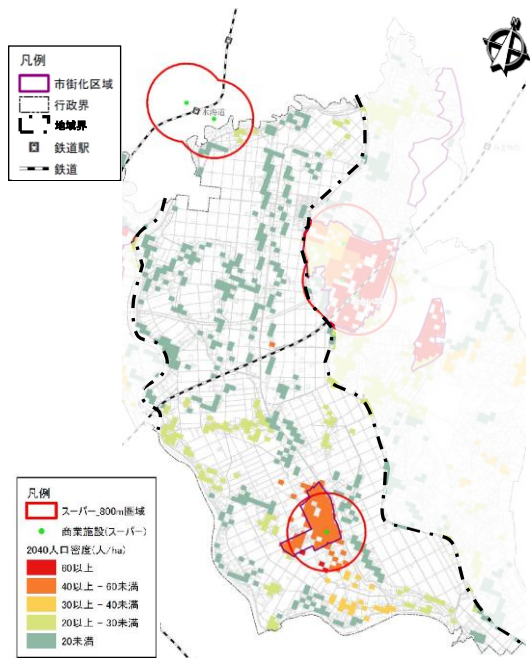 凡例
市街化区域
行政界
地域界
鉄道駅
鉄道
水海道
凡例
スーパー_800m圏域
商業施設(スーパー)
2040人口密度(人/ha)
60以上
40以上 - 60未満
30以上 - 40未満
20以上 - 30未満
20未満